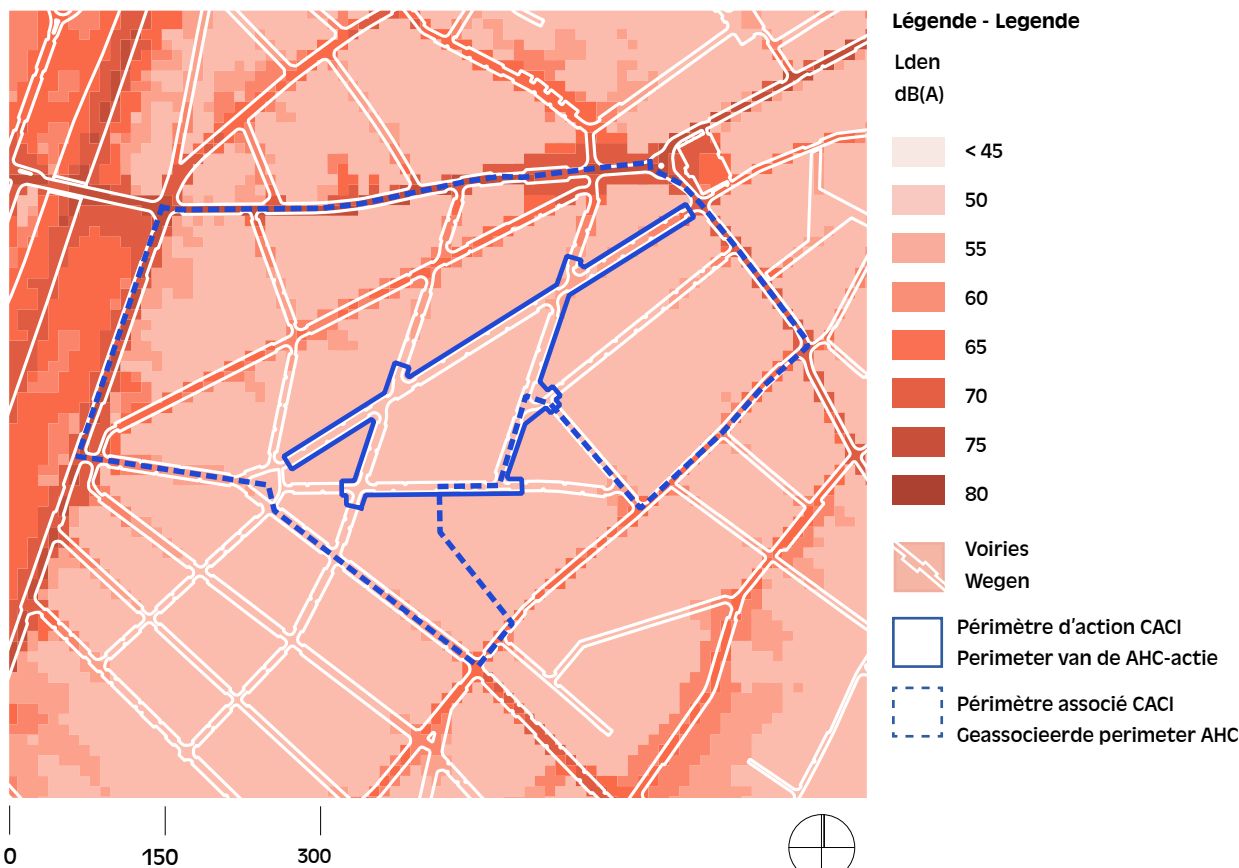 Légende - Legende
Lden
dB(A)
< 45
50
55
60
65
70
75
80
Voiries
Wegen
Périmètre d'action CACI
Perimeter van de AHC-actie
Périmètre associé CACI
Geassocieerde perimeter AHC
0
150
300